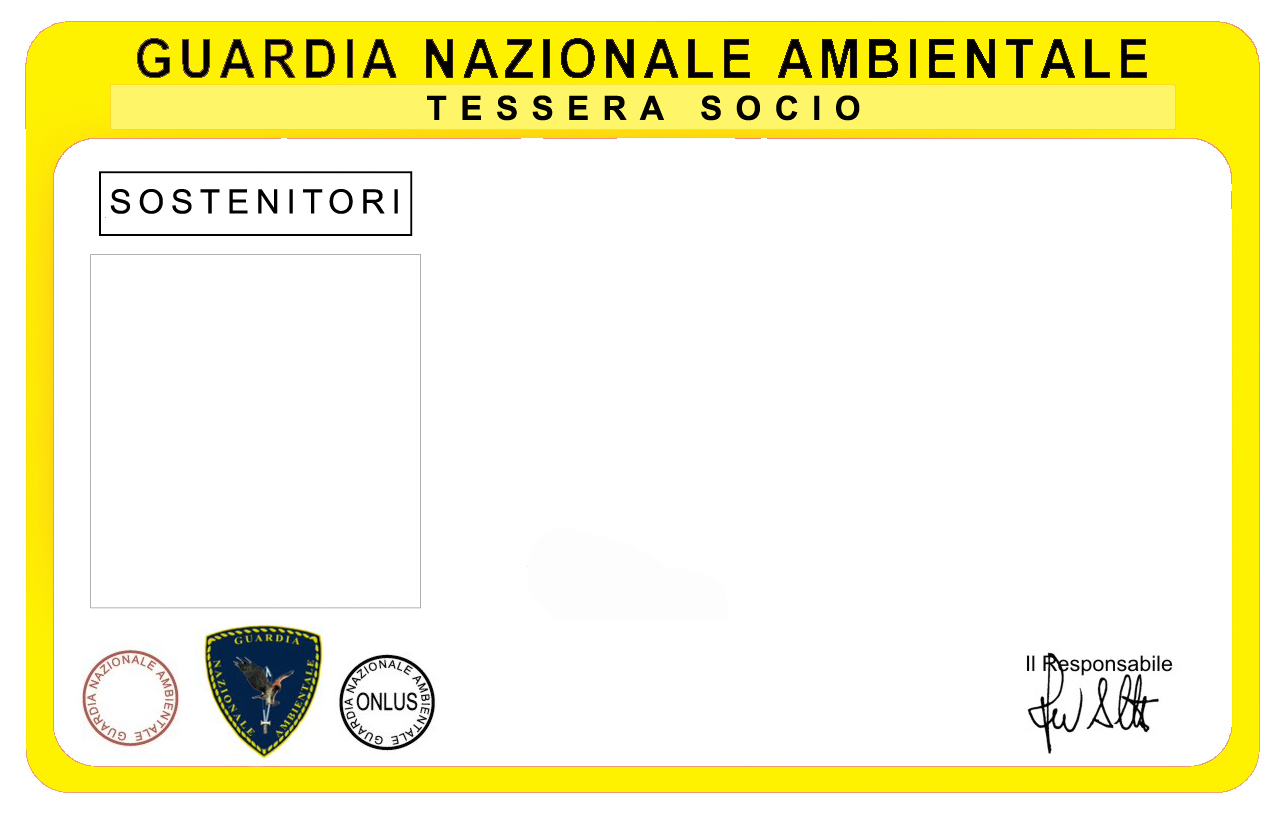 GUARDIA NAZIONALE AMBIENTALE
TESSERA SOCIO
SOSTENITORI
GUARDIA NAZIONALE AMBIENTALE
GUARDIA
NAZIONALE
AMBIENTALE
GUARDIA NAZIONALE AMBIENTALE
ONLUS
Il Responsabile